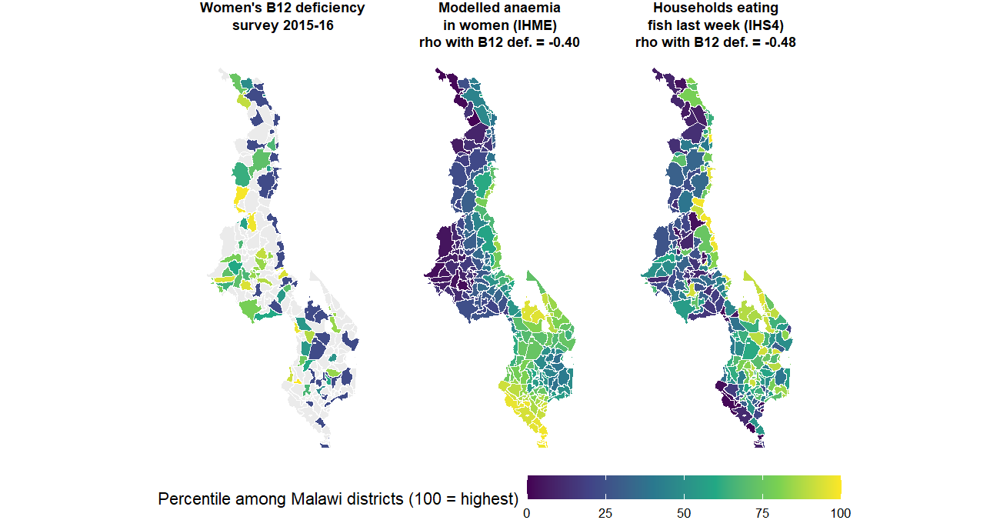 Women's B12 deficiency
survey 2015-16
Modelled anaemia
in women (IHME)
rho with B12 def. = -0.40
Households eating
fish last week (IHS4)
rho with B12 def. = -0.48
Percentile among Malawi districts (100 = highest)
0
25
50
75
100